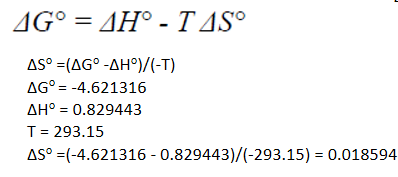 ΔG° = ΔH° - T ΔS°
ΔS° =(ΔG° -ΔH°)/(-T)
ΔG° = -4.621316
ΔH° = 0.829443
T = 293.15
ΔS° =(-4.621316 - 0.829443)/(-293.15) = 0.018594